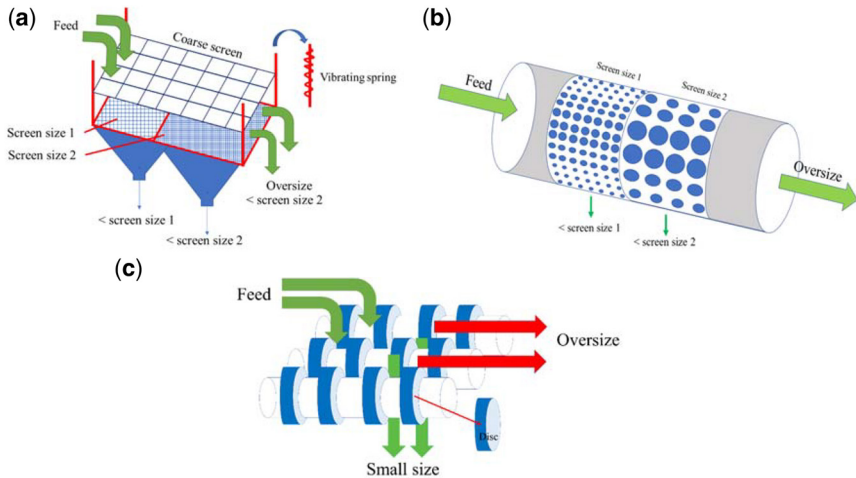 (a)
Feed
Coarse screen
Vibrating spring
Screen size 1
Screen size 2
Oversize
< screen size 2
< screen size 1
< screen size 2
(b)
Feed
Screen size 1
Screen size 2
Oversize
< screen size 1
< screen size 2
(c)
Feed
Oversize
Disc
Small size